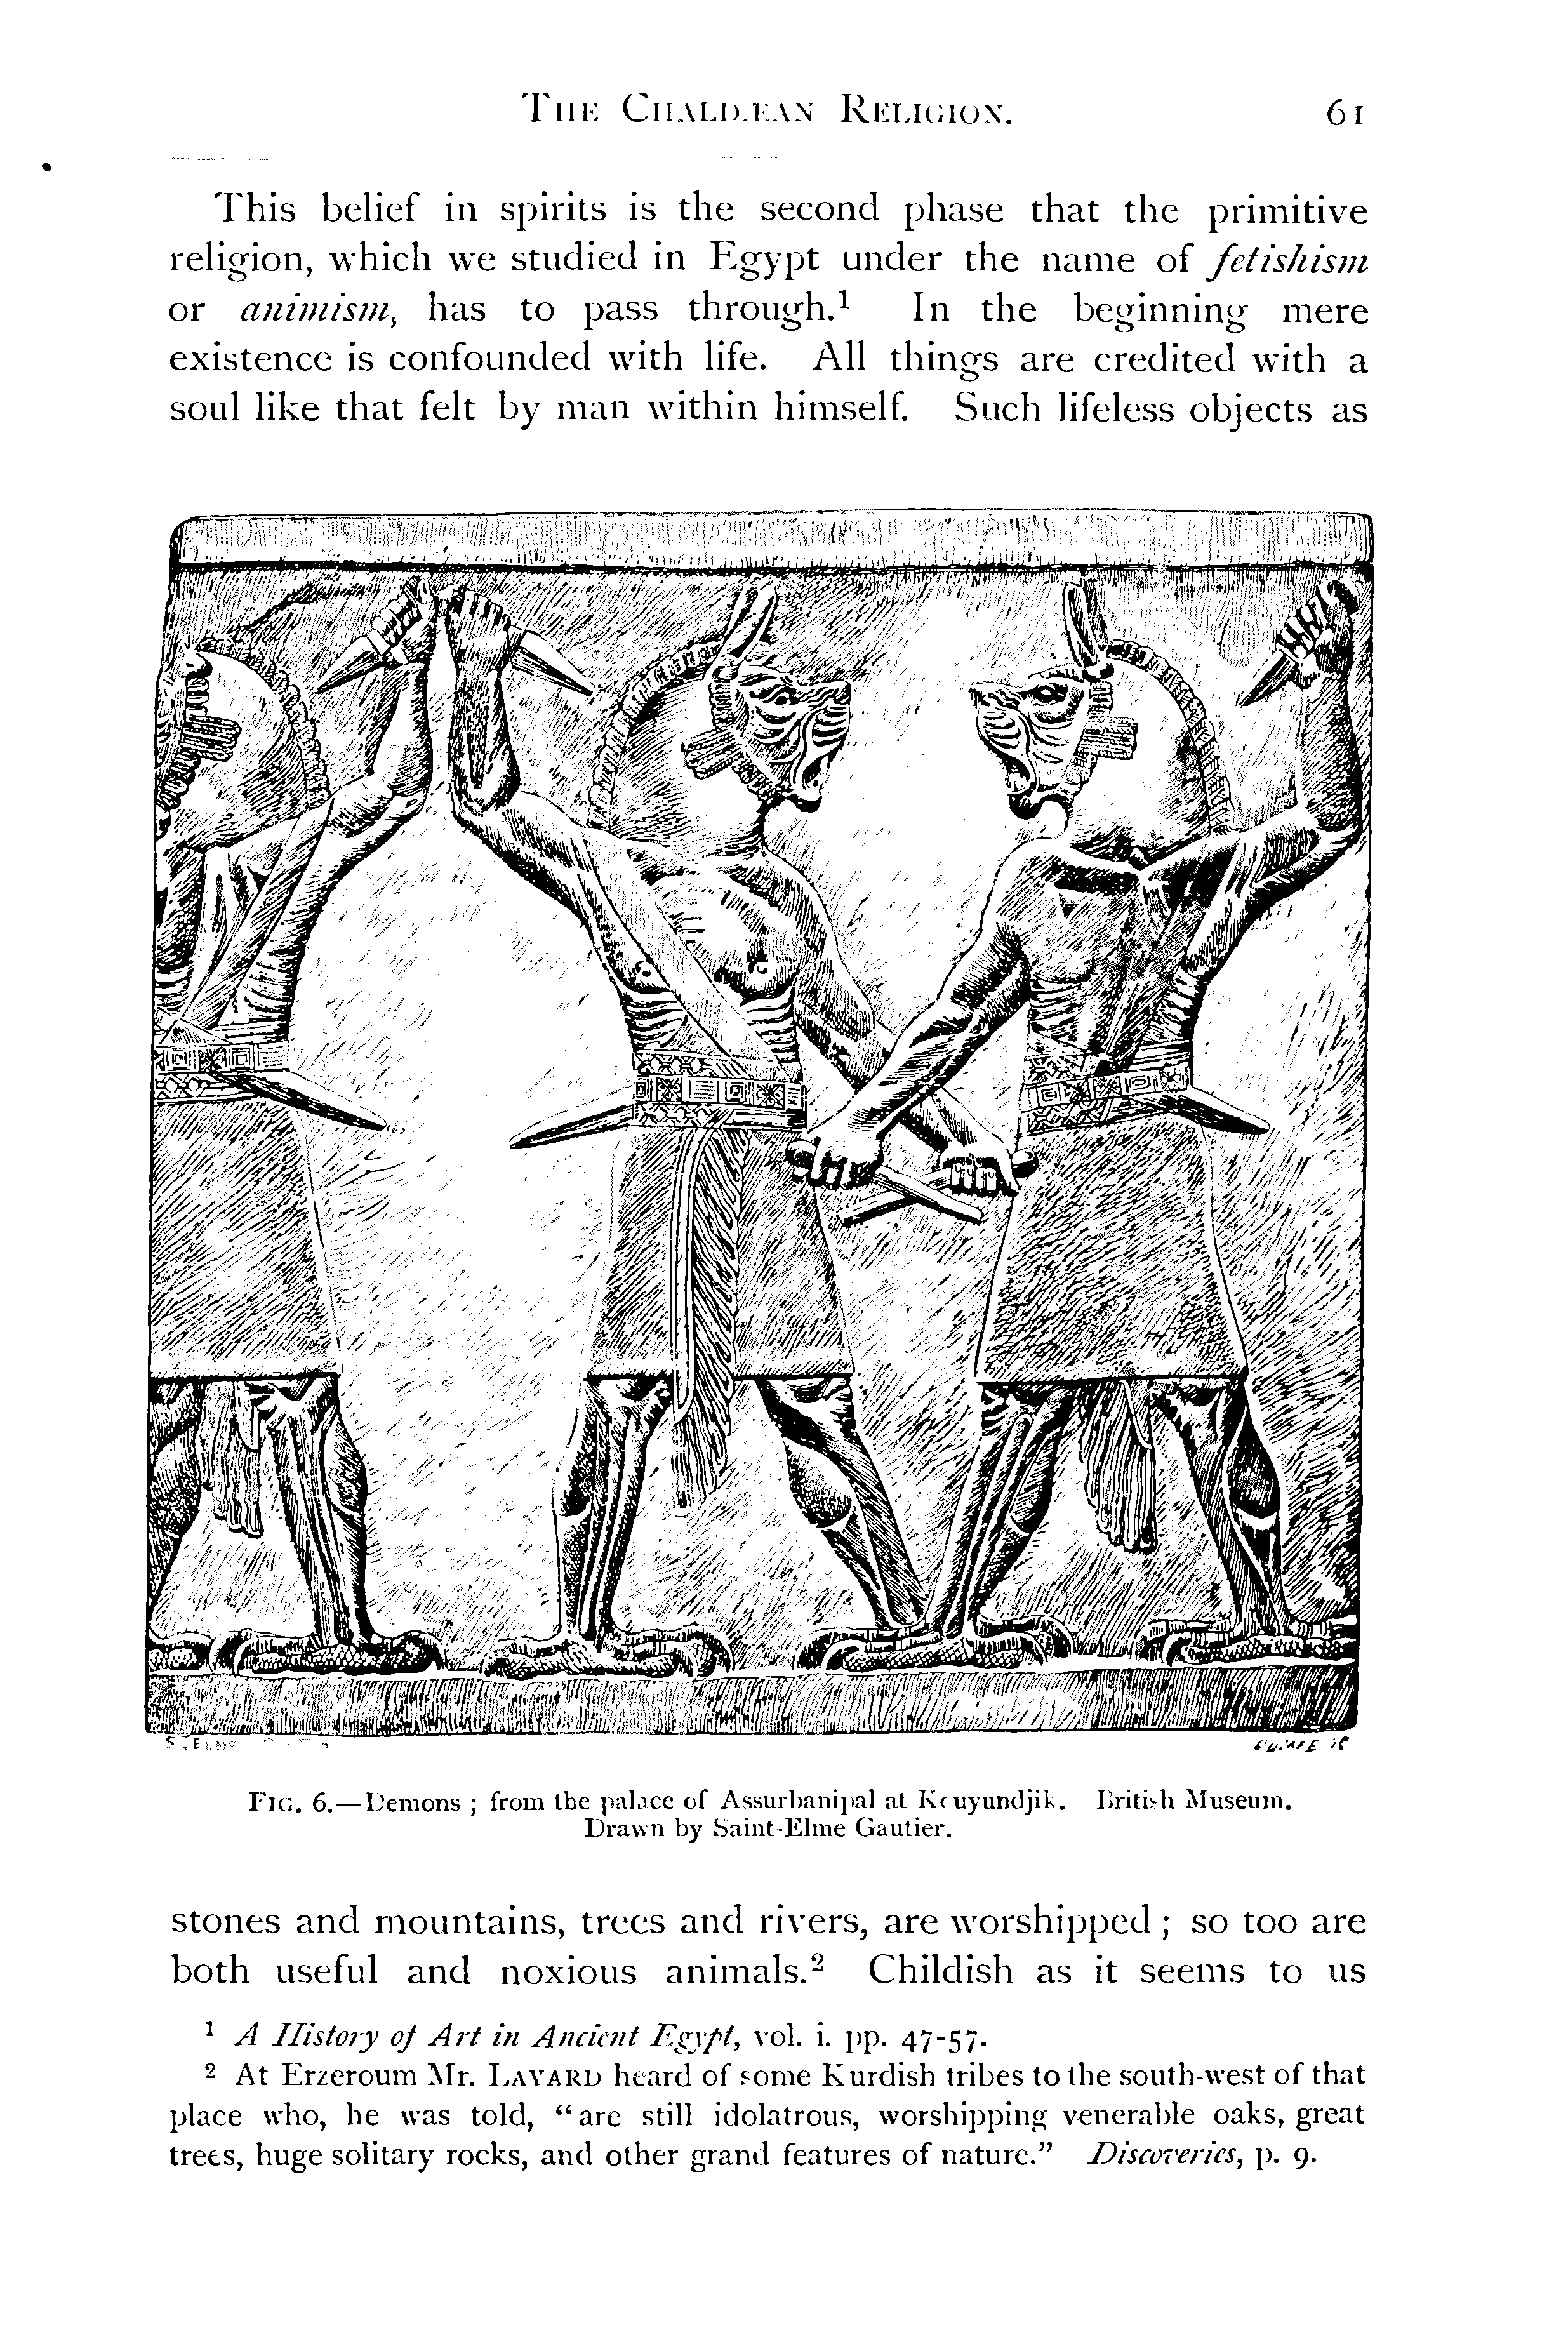 THE CHALDÆAN RELIGION. 61
This belief in spirits is the second phase that the primitive
religion, which we studied in Egypt under the name of fetishism
or animism, has to pass through.¹ In the beginning mere
existence is confounded with life. All things are credited with a
soul like that felt by man within himself. Such lifeless objects as
FIG. 6.—Demons ; from the palace of Assurbanipal at Kouyundjik. British Museum.
Drawn by Saint-Elme Gautier.
stones and mountains, trees and rivers, are worshipped ; so too are
both useful and noxious animals.² Childish as it seems to us
¹ A History of Art in Ancient Egypt, vol. i. pp. 47-57.
² At Erzeroum Mr. LAYARD heard of some Kurdish tribes to the south-west of that
place who, he was told, “are still idolatrous, worshipping venerable oaks, great
trees, huge solitary rocks, and other grand features of nature.” Discoveries, p. 9.